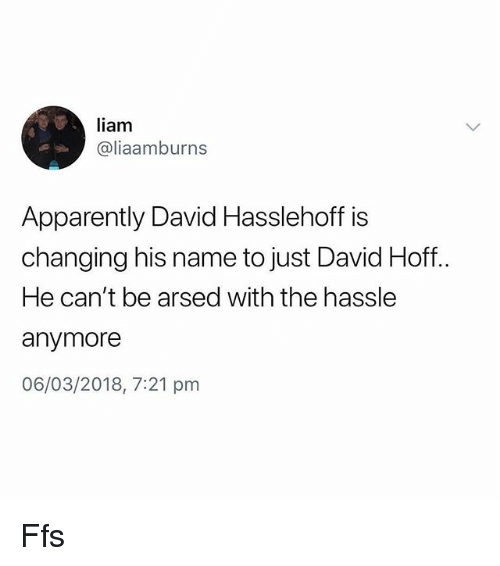 liam
@liaamburns
Apparently David Hasslehoff is
changing his name to just David Hoff..
He can't be arsed with the hassle
anymore
06/03/2018, 7:21 pm
Ffs